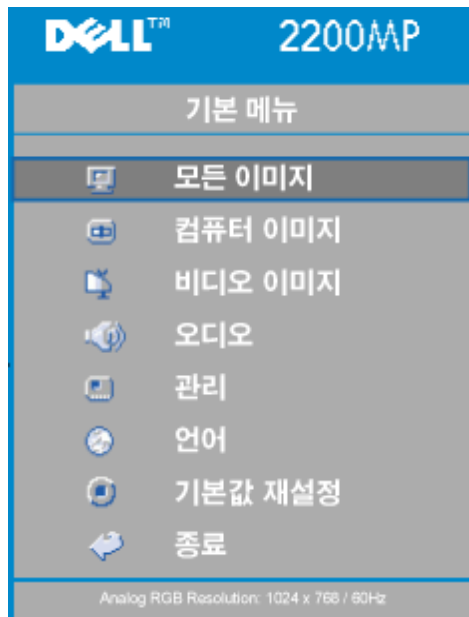 DELL™ 2200MP
기본 메뉴
모든 이미지
컴퓨터 이미지
비디오 이미지
오디오
관리
언어
기본값 재설정
종료
Analog RGB Resolution: 1024 x 768 / 60Hz